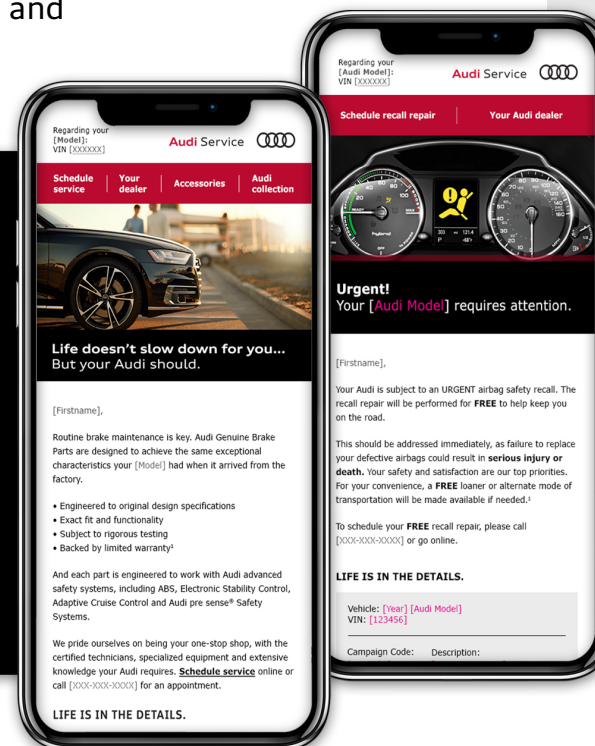 and
Regarding your
[Model]:
VIN [XXXXXX]
Audi Service
Schedule
service
Your
dealer
Accessories
Audi
collection
Life doesn't slow down for you...
But your Audi should.
[Firstname],
Routine brake maintenance is key. Audi Genuine Brake
Parts are designed to achieve the same exceptional
characteristics your [Model] had when it arrived from the
factory.
• Engineered to original design specifications
• Exact fit and functionality
• Subject to rigorous testing
• Backed by limited warranty¹
And each part is engineered to work with Audi advanced
safety systems, including ABS, Electronic Stability Control,
Adaptive Cruise Control and Audi pre sense® Safety
Systems.
We pride ourselves on being your one-stop shop, with the
certified technicians, specialized equipment and extensive
knowledge your Audi requires. Schedule service online or
call [XXX-XXX-XXXX] for an appointment.
LIFE IS IN THE DETAILS.
Regarding your
[Audi Model]:
VIN [XXXXXX]
Audi Service
Schedule recall repair
Your Audi dealer
hybrid
OFF
Urgent!
Your [Audi Model] requires attention.
[Firstname],
Your Audi is subject to an URGENT airbag safety recall. The
recall repair will be performed for FREE to help keep you
on the road.
This should be addressed immediately, as failure to replace
your defective airbags could result in serious injury or
death. Your safety and satisfaction are our top priorities.
For your convenience, a FREE loaner or alternate mode of
transportation will be made available if needed.¹
To schedule your FREE recall repair, please call
[XXX-XXX-XXXX] or go online.
LIFE IS IN THE DETAILS.
Vehicle: [Year] [Audi Model]
VIN: [123456]
Campaign Code:
Description: